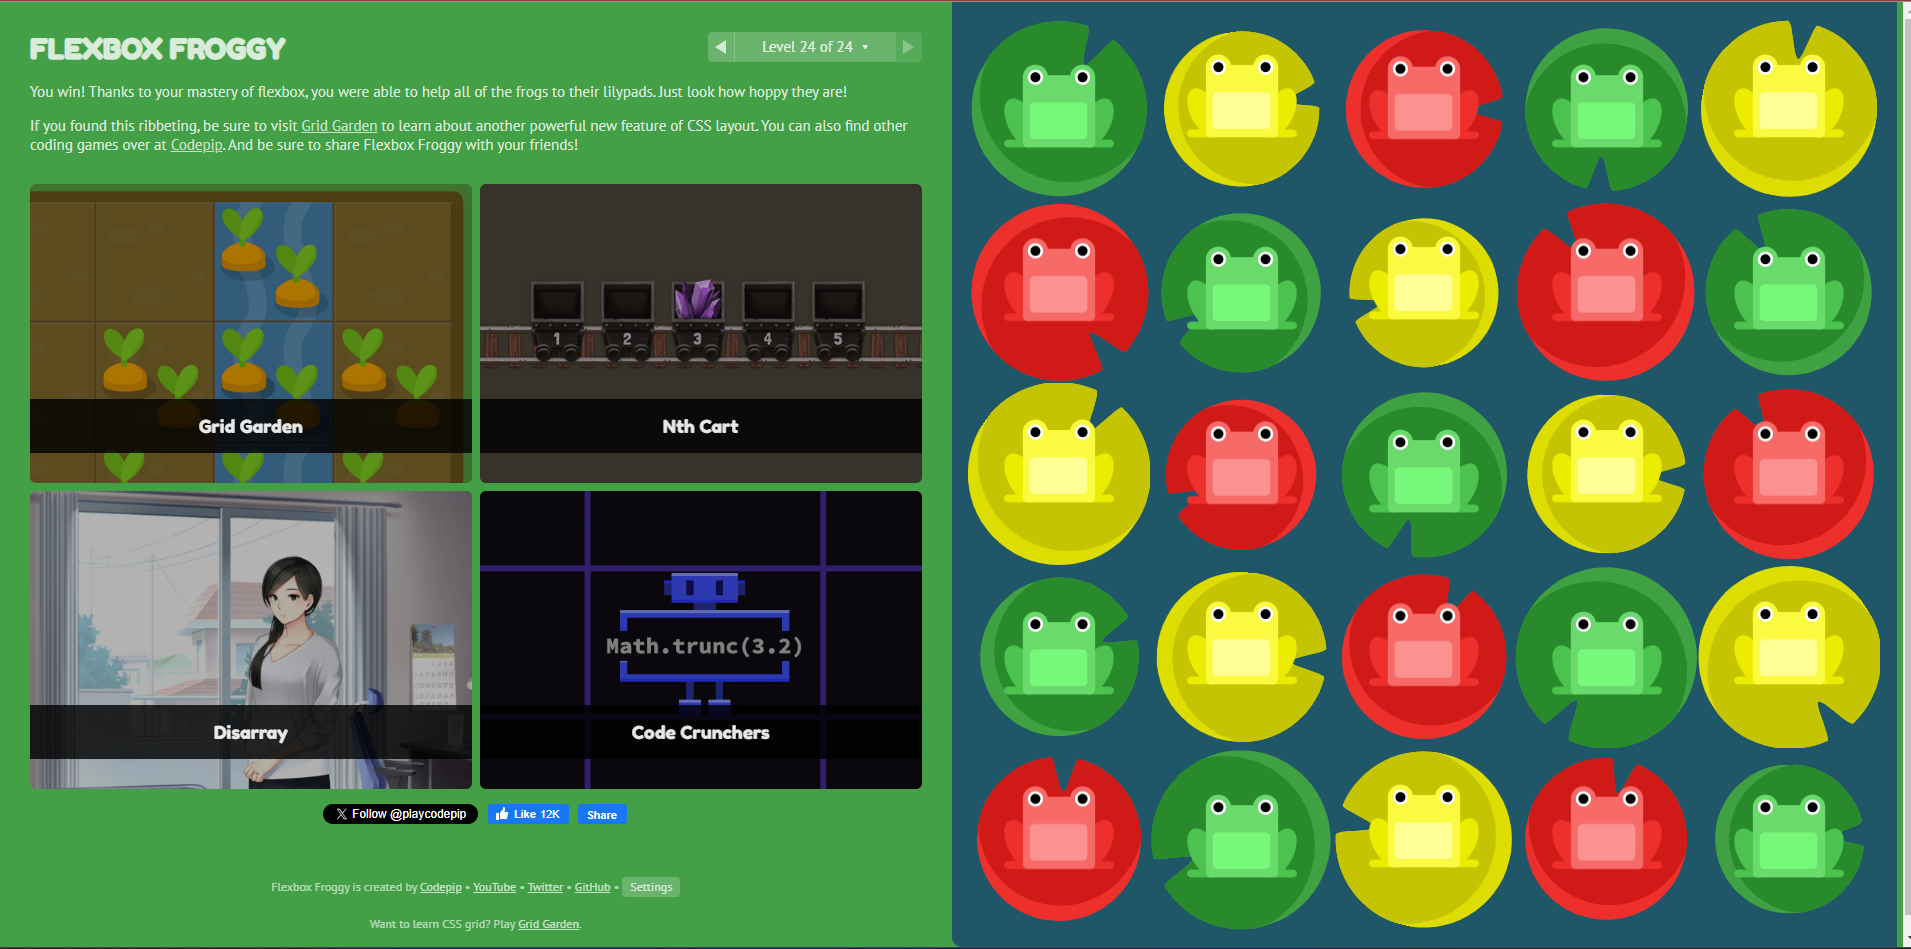 FLEXBOX FROGGY
Level 24 of 24
You win! Thanks to your mastery of flexbox, you were able to help all of the frogs to their lilypads. Just look how hoppy they are!
If you found this ribbeting, be sure to visit Grid Garden to learn about another powerful new feature of CSS layout. You can also find other
coding games over at Codepip. And be sure to share Flexbox Froggy with your friends!
1 2 3 4 5
Grid Garden
Nth Cart
Math.trunc(3.2)
Disarray
Code Crunchers
X Follow @playcodepip
Like 12K
Share
Flexbox Froggy is created by Codepip • YouTube • Twitter • GitHub • Settings
Want to learn CSS grid? Play Grid Garden.